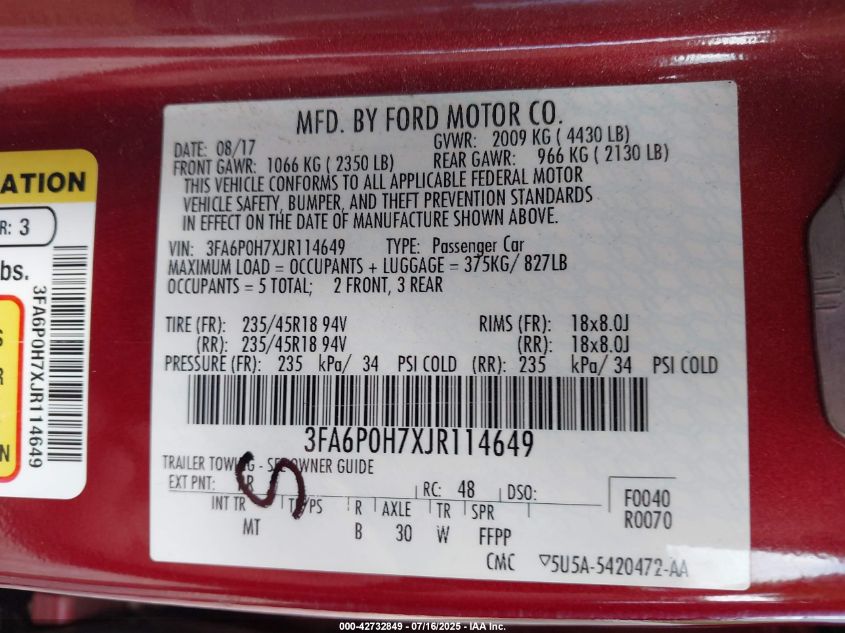 ATION
R: 3
bs.
S
R
N
3FA6P0H7XJR114649
MFD. BY FORD MOTOR CO.
DATE: 08/17 GVWR: 2009 KG ( 4430 LB)
FRONT GAWR: 1066 KG ( 2350 LB) REAR GAWR: 966 KG ( 2130 LB)
THIS VEHICLE CONFORMS TO ALL APPLICABLE FEDERAL MOTOR
VEHICLE SAFETY, BUMPER, AND THEFT PREVENTION STANDARDS
IN EFFECT ON THE DATE OF MANUFACTURE SHOWN ABOVE.
VIN: 3FA6P0H7XJR114649 TYPE: Passenger Car
MAXIMUM LOAD = OCCUPANTS + LUGGAGE = 375KG/ 827LB
OCCUPANTS = 5 TOTAL; 2 FRONT, 3 REAR
TIRE (FR): 235/45R18 94V RIMS (FR): 18x8.0J
(RR): 235/45R18 94V (RR): 18x8.0J
PRESSURE (FR): 235 kPa/ 34 PSI COLD (RR): 235 kPa/ 34 PSI COLD
3FA6P0H7XJR114649
TRAILER TOWING - SEE OWNER GUIDE
EXT PNT: RR RC: 48 DSO: F0040
INT TR TP/PS R AXLE TR SPR R0070
MT B 30 W FFPP
S
CMC ▽5U5A-5420472-AA
000-42732849 - 07/16/2025 - IAA Inc.